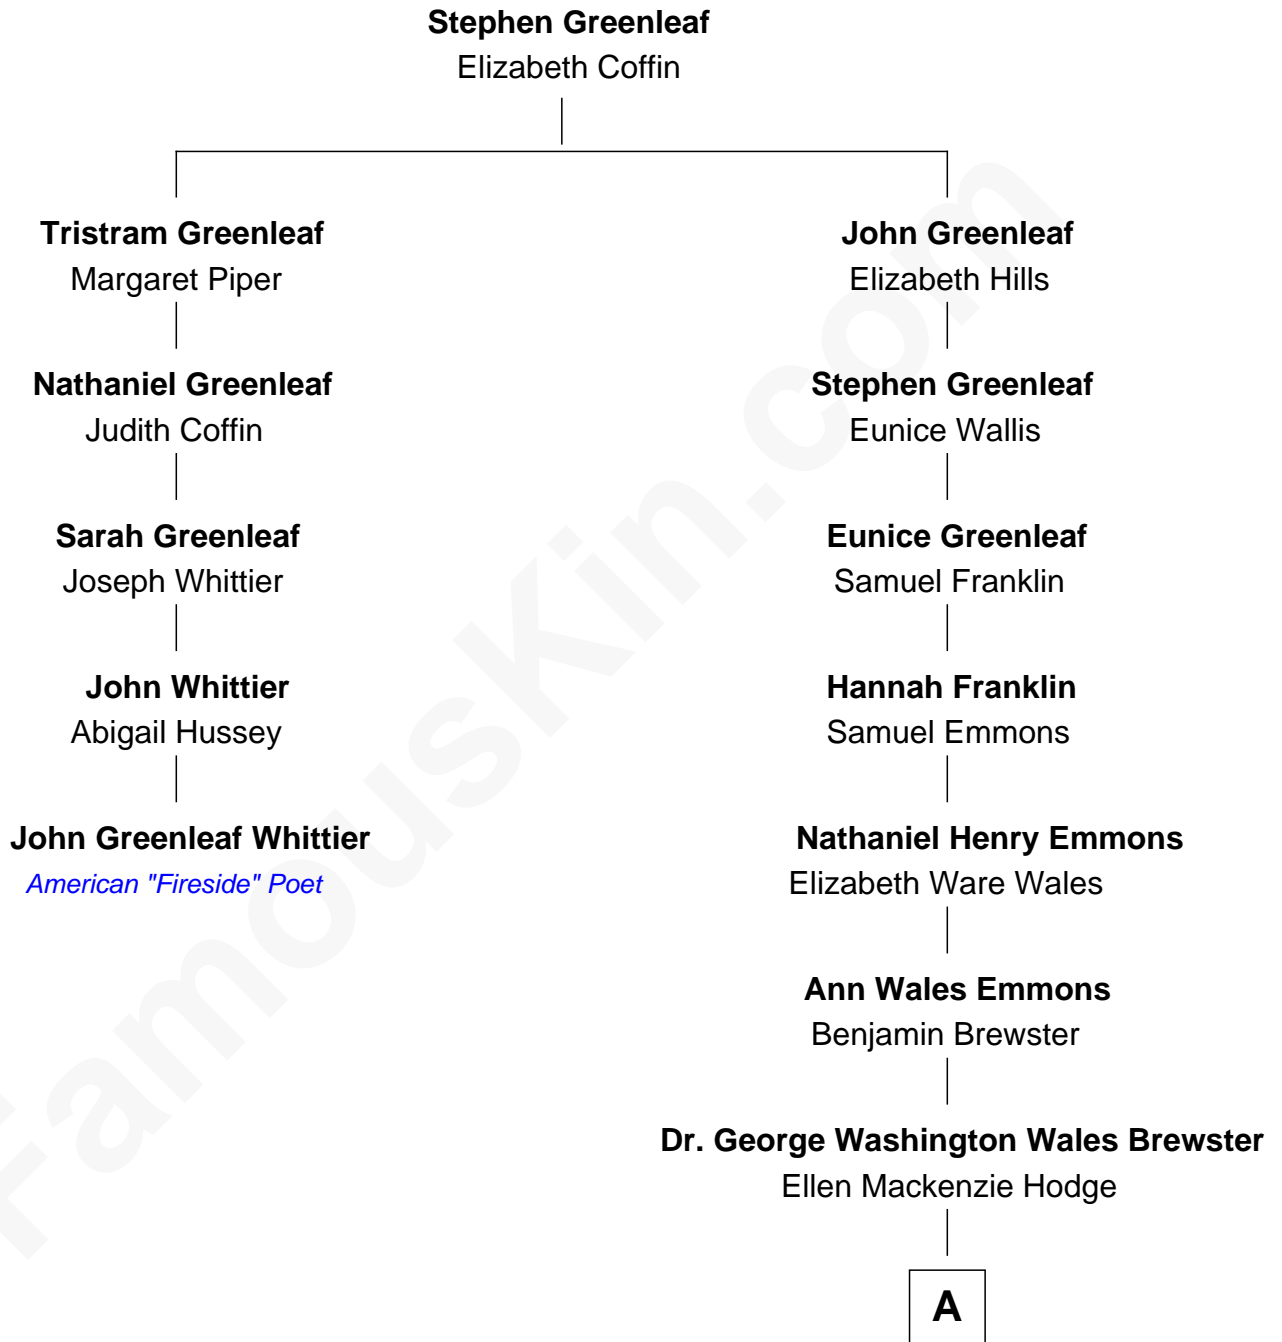 Stephen Greenleaf
Elizabeth Coffin
Tristram Greenleaf
Margaret Piper
Nathaniel Greenleaf
Judith Coffin
Sarah Greenleaf
Joseph Whittier
John Whittier
Abigail Hussey
John Greenleaf Whittier
American "Fireside" Poet
John Greenleaf
Elizabeth Hills
Stephen Greenleaf
Eunice Wallis
Eunice Greenleaf
Samuel Franklin
Hannah Franklin
Samuel Emmons
Nathaniel Henry Emmons
Elizabeth Ware Wales
Ann Wales Emmons
Benjamin Brewster
Dr. George Washington Wales Brewster
Ellen Mackenzie Hodge
A
FamousKin.com